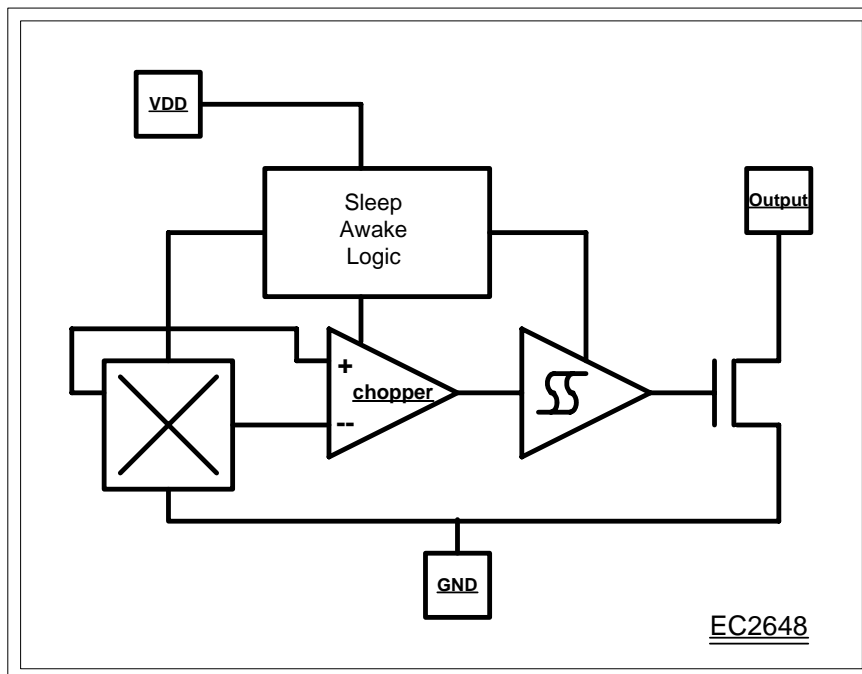 VDD
Sleep
Awake
Logic
Output
+
chopper
--
GND
EC2648